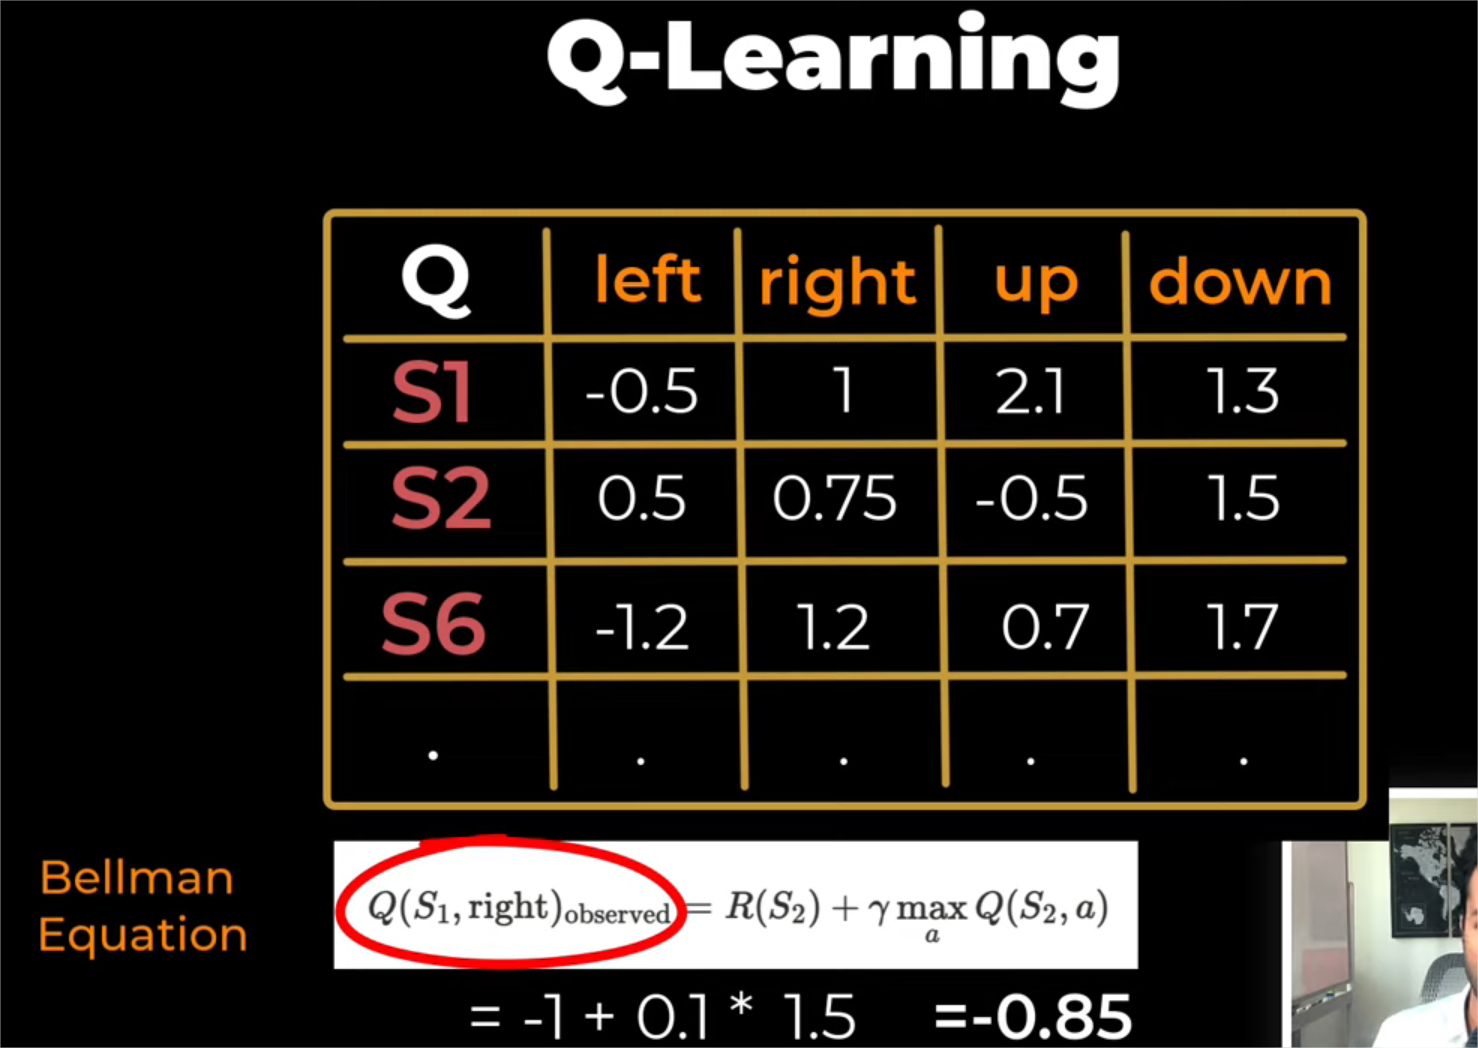 Q-Learning
Q left right up down
S1 -0.5 1 2.1 1.3
S2 0.5 0.75 -0.5 1.5
S6 -1.2 1.2 0.7 1.7
. . . . .
Bellman
Equation
Q(S₁, right)observed = R(S₂) + γ max Q(S₂, a)
a
= -1 + 0.1 * 1.5 =-0.85